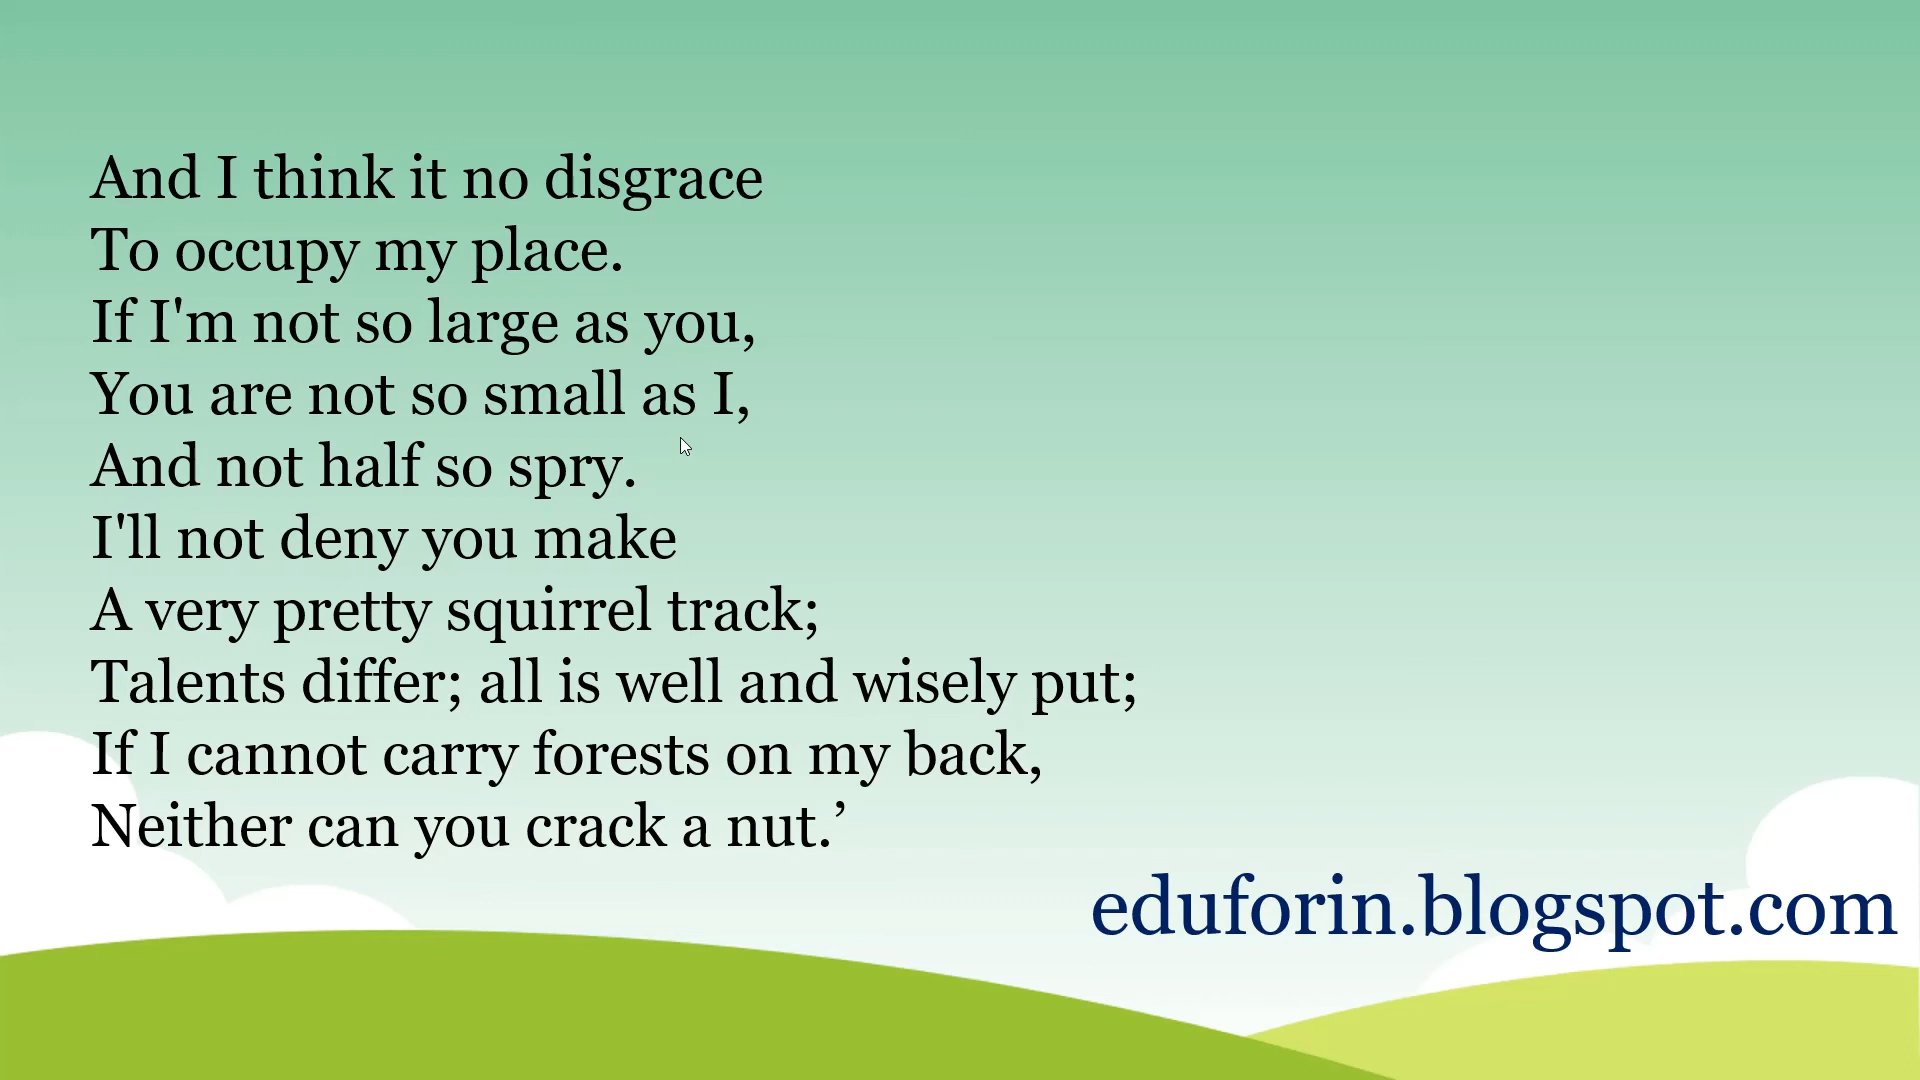 And I think it no disgrace
To occupy my place.
If I'm not so large as you,
You are not so small as I,
And not half so spry.
I'll not deny you make
A very pretty squirrel track;
Talents differ; all is well and wisely put;
If I cannot carry forests on my back,
Neither can you crack a nut.’
eduforin.blogspot.com